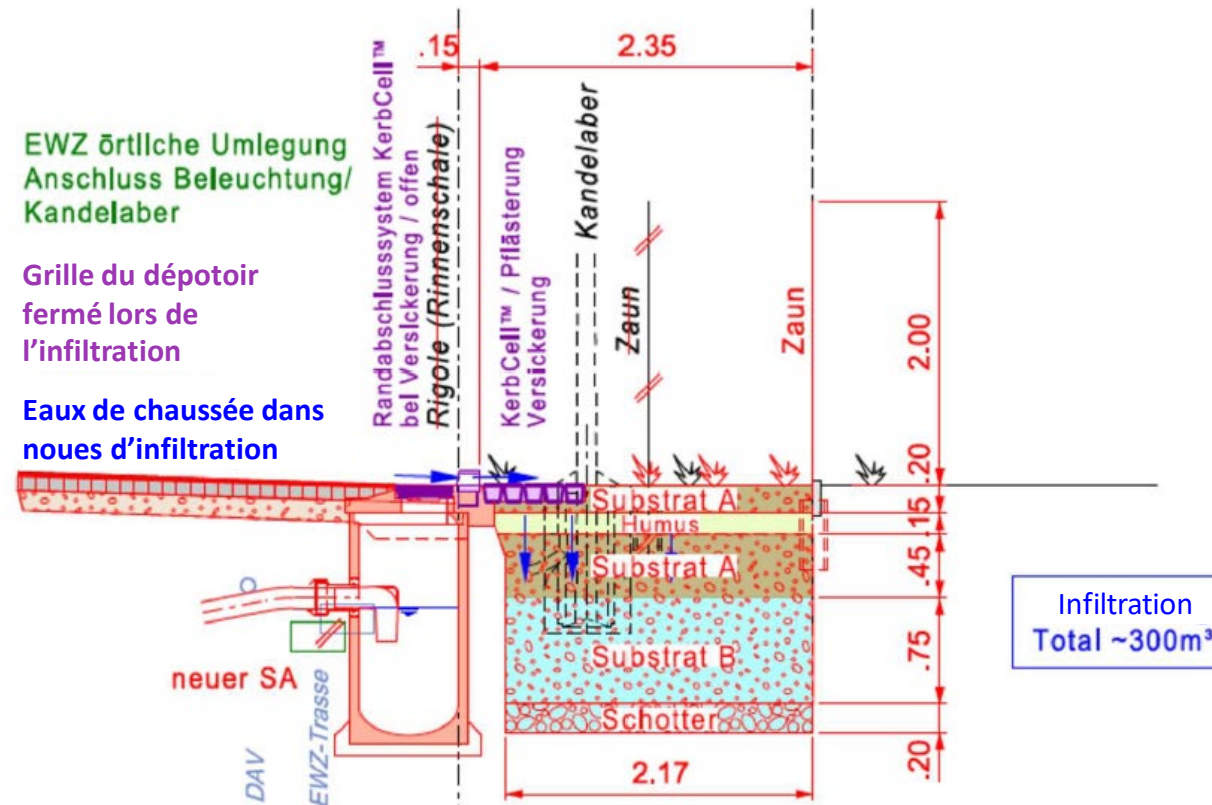 .15
2.35
EWZ örtliche Umlegung
Anschluss Beleuchtung/
Kandelaber
Grille du dépotoir
fermé lors de
l'infiltration
Eaux de chaussée dans
noues d'infiltration
Randabschlusssystem KerbCell™
bei Versickerung / offen
Rigole (Rinnenschale)
KerbCell™ / Pflästerung
Versickerung
Kandelaber
Zaun
Zaun
2.00
.20
.15
.45
.75
.20
Substrat A
Humus
Substrat A
Substrat B
Schotter
2.17
neuer SA
DAV
EWZ-Trasse
Infiltration
Total ~300m³